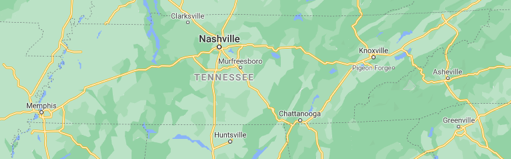 Clarksville
Nashville
Knoxville
Murfreesboro
Pigeon Forge
TENNESSEE
Asheville
Memphis
Chattanooga
Greenville
Huntsville